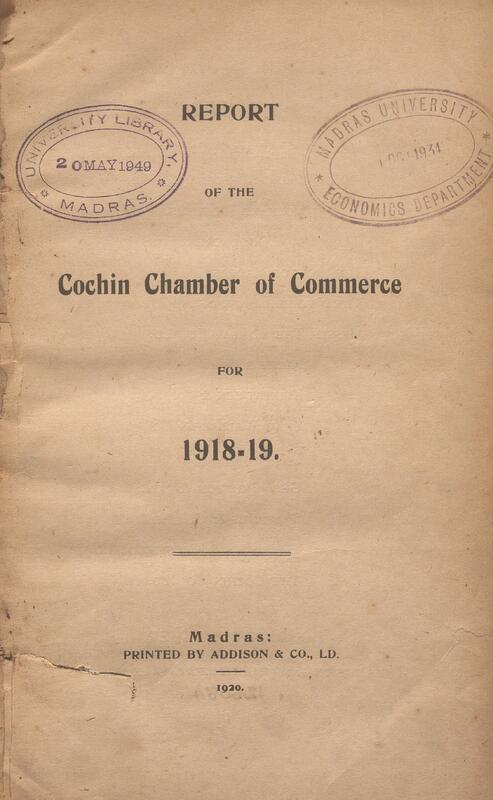 REPORT
UNIVERSITY LIBRARY,
20 MAY 1949
MADRAS.
MADRAS UNIVERSITY
1931
ECONOMICS DEPARTMENT
OF THE
Cochin Chamber of Commerce
FOR
1918-19.
Madras:
PRINTED BY ADDISON & CO., LD.
1920.